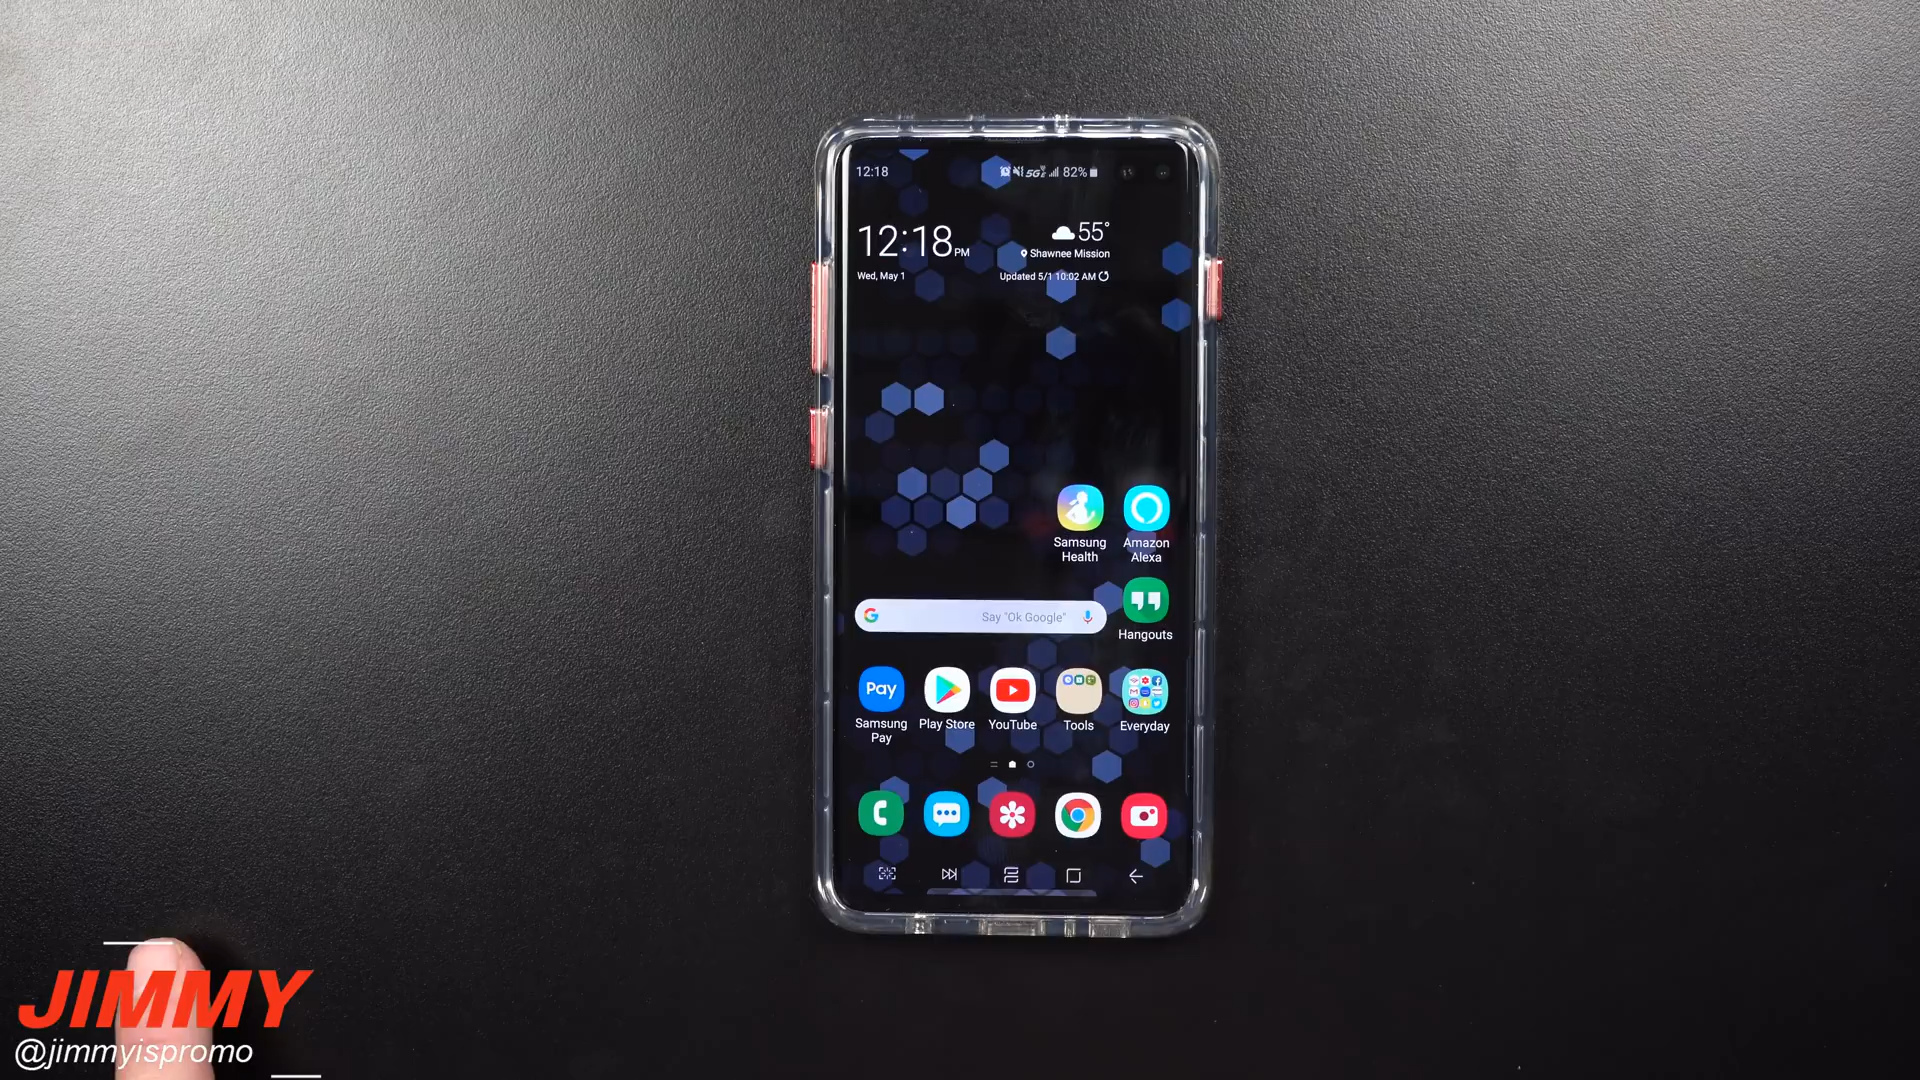 12:18
5GE 82%
12:18 PM
55°
Shawnee Mission
Wed, May 1
Updated 5/1 10:02 AM
Samsung Health
Amazon Alexa
G Say "Ok Google"
Hangouts
Pay
Samsung Pay
Play Store
YouTube
Tools
Everyday
JIMMY
@jimmyispromo